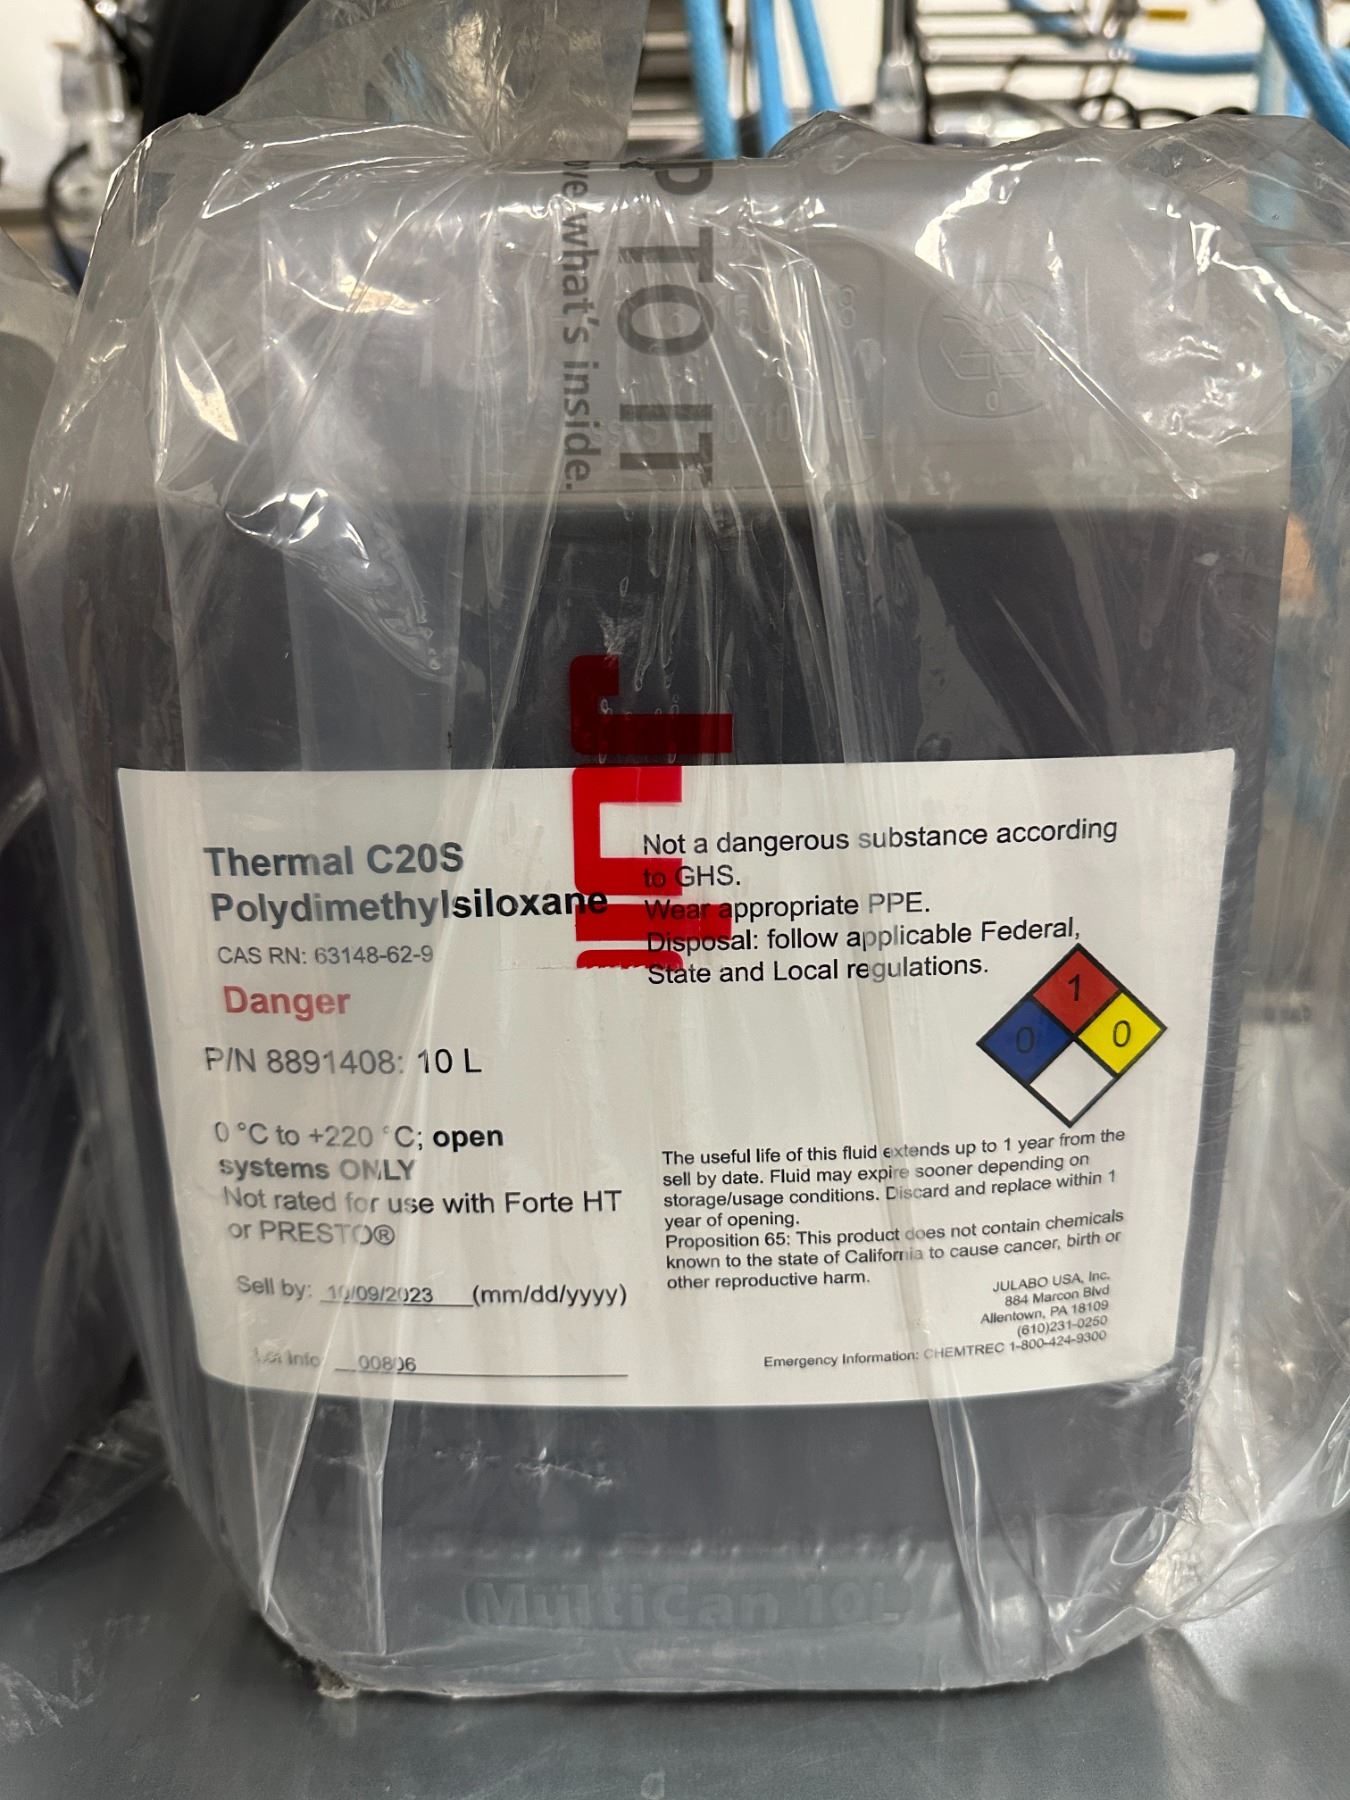 P TO IT
ve what's inside.
Thermal C20S
Polydimethylsiloxane
CAS RN: 63148-62-9
Danger
P/N 8891408: 10 L
0 °C to +220 °C; open
systems ONLY
Not rated for use with Forte HT
or PRESTO®
Sell by: 10/09/2023 (mm/dd/yyyy)
Lot Info 00806
Not a dangerous substance according
to GHS.
Wear appropriate PPE.
Disposal: follow applicable Federal,
State and Local regulations.
1
0 0
The useful life of this fluid extends up to 1 year from the
sell by date. Fluid may expire sooner depending on
storage/usage conditions. Discard and replace within 1
year of opening.
Proposition 65: This product does not contain chemicals
known to the state of California to cause cancer, birth or
other reproductive harm.
JULABO USA, Inc.
884 Marcon Blvd
Allentown, PA 18109
(610)231-0250
Emergency Information: CHEMTREC 1-800-424-9300
MultiCan 10L